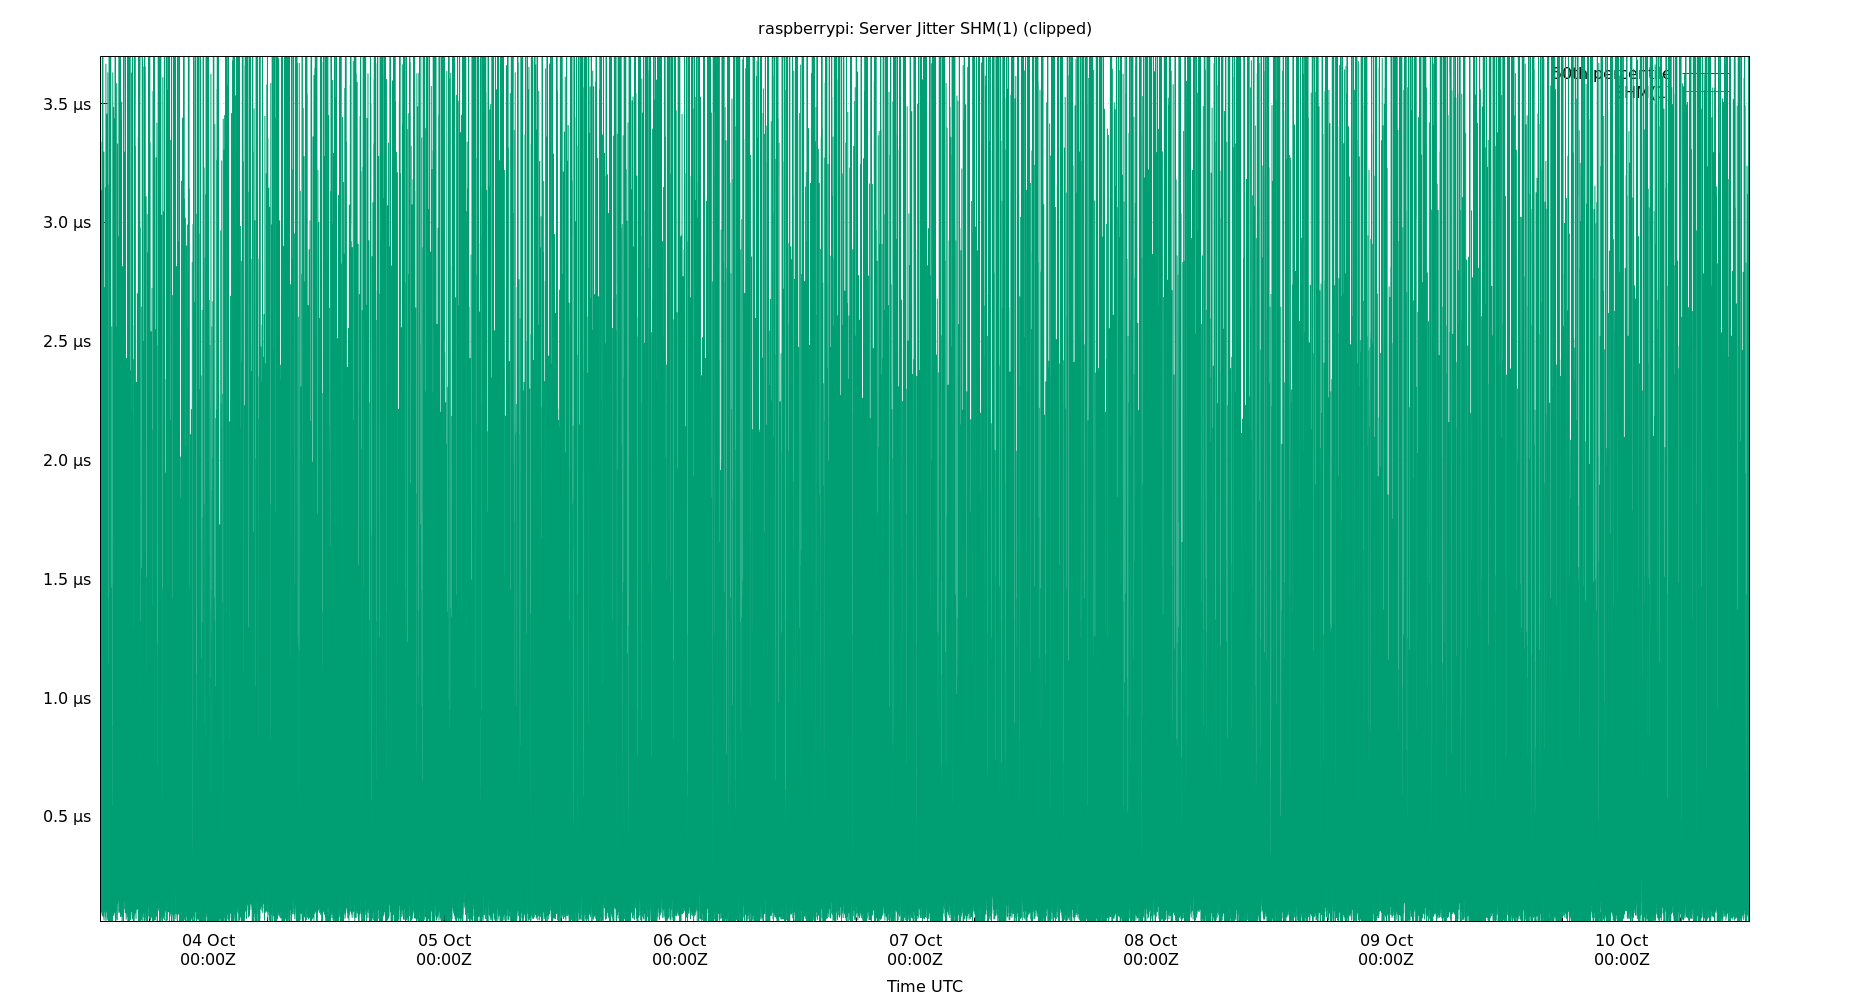 raspberrypi: Server Jitter SHM(1) (clipped)
percentile
3.5 μs
3.0 μs
2.5 μs
2.0 μs
1.5 μs
1.0 μs
0.5 μs
04 Oct 05 Oct 06 Oct 07 Oct 08 Oct 09 Oct 10 Oct
00:00Z 00:00Z 00:00Z 00:00Z 00:00Z 00:00Z 00:00Z
Time UTC